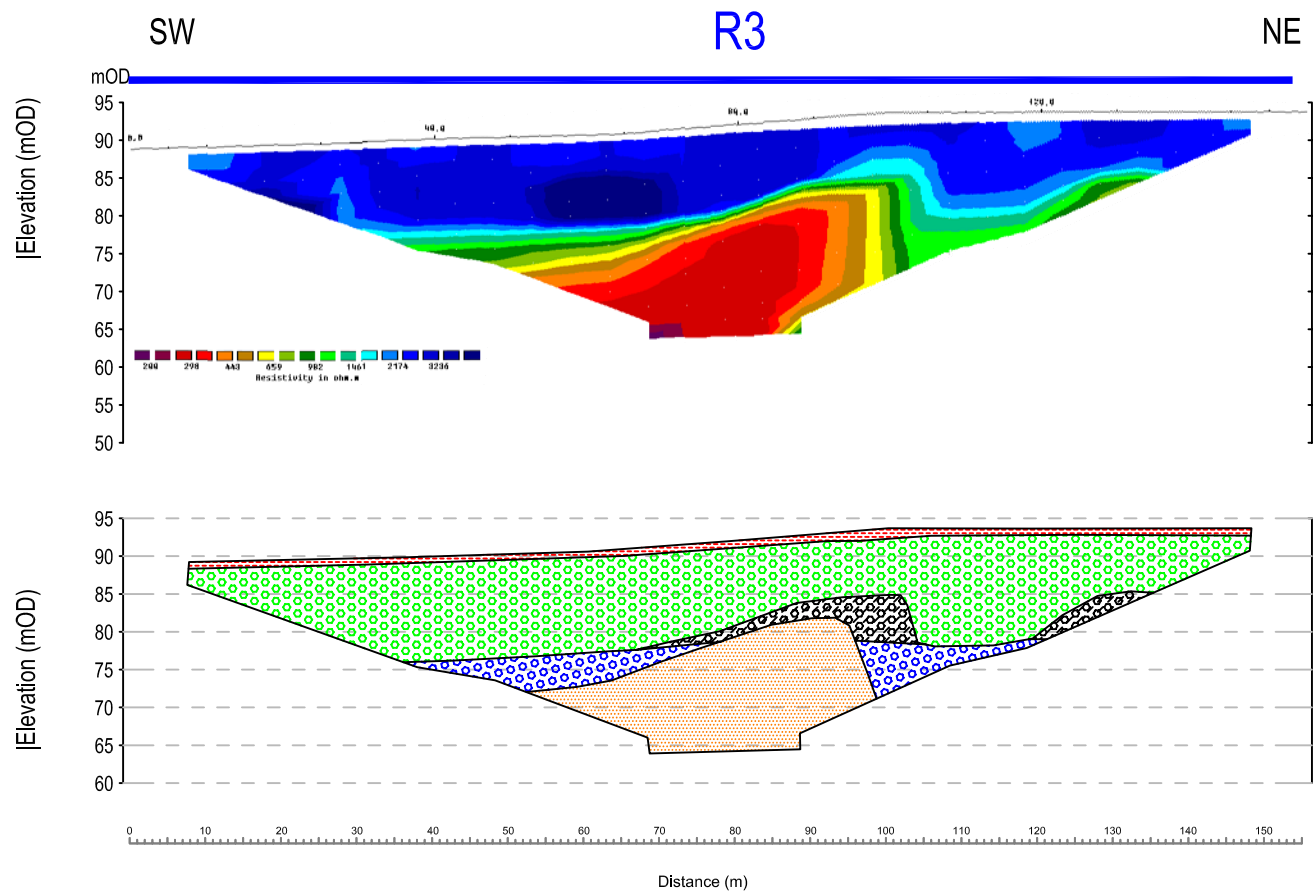 SW R3 NE
mOD
95
90
85
80
75
70
65
60
55
50
|Elevation (mOD)
0.0 40.0 80.0 120.0
200 298 443 659 982 1461 2174 3236
Resistivity in ohm.m
95
90
85
80
75
70
65
60
|Elevation (mOD)
0 10 20 30 40 50 60 70 80 90 100 110 120 130 140 150
Distance (m)